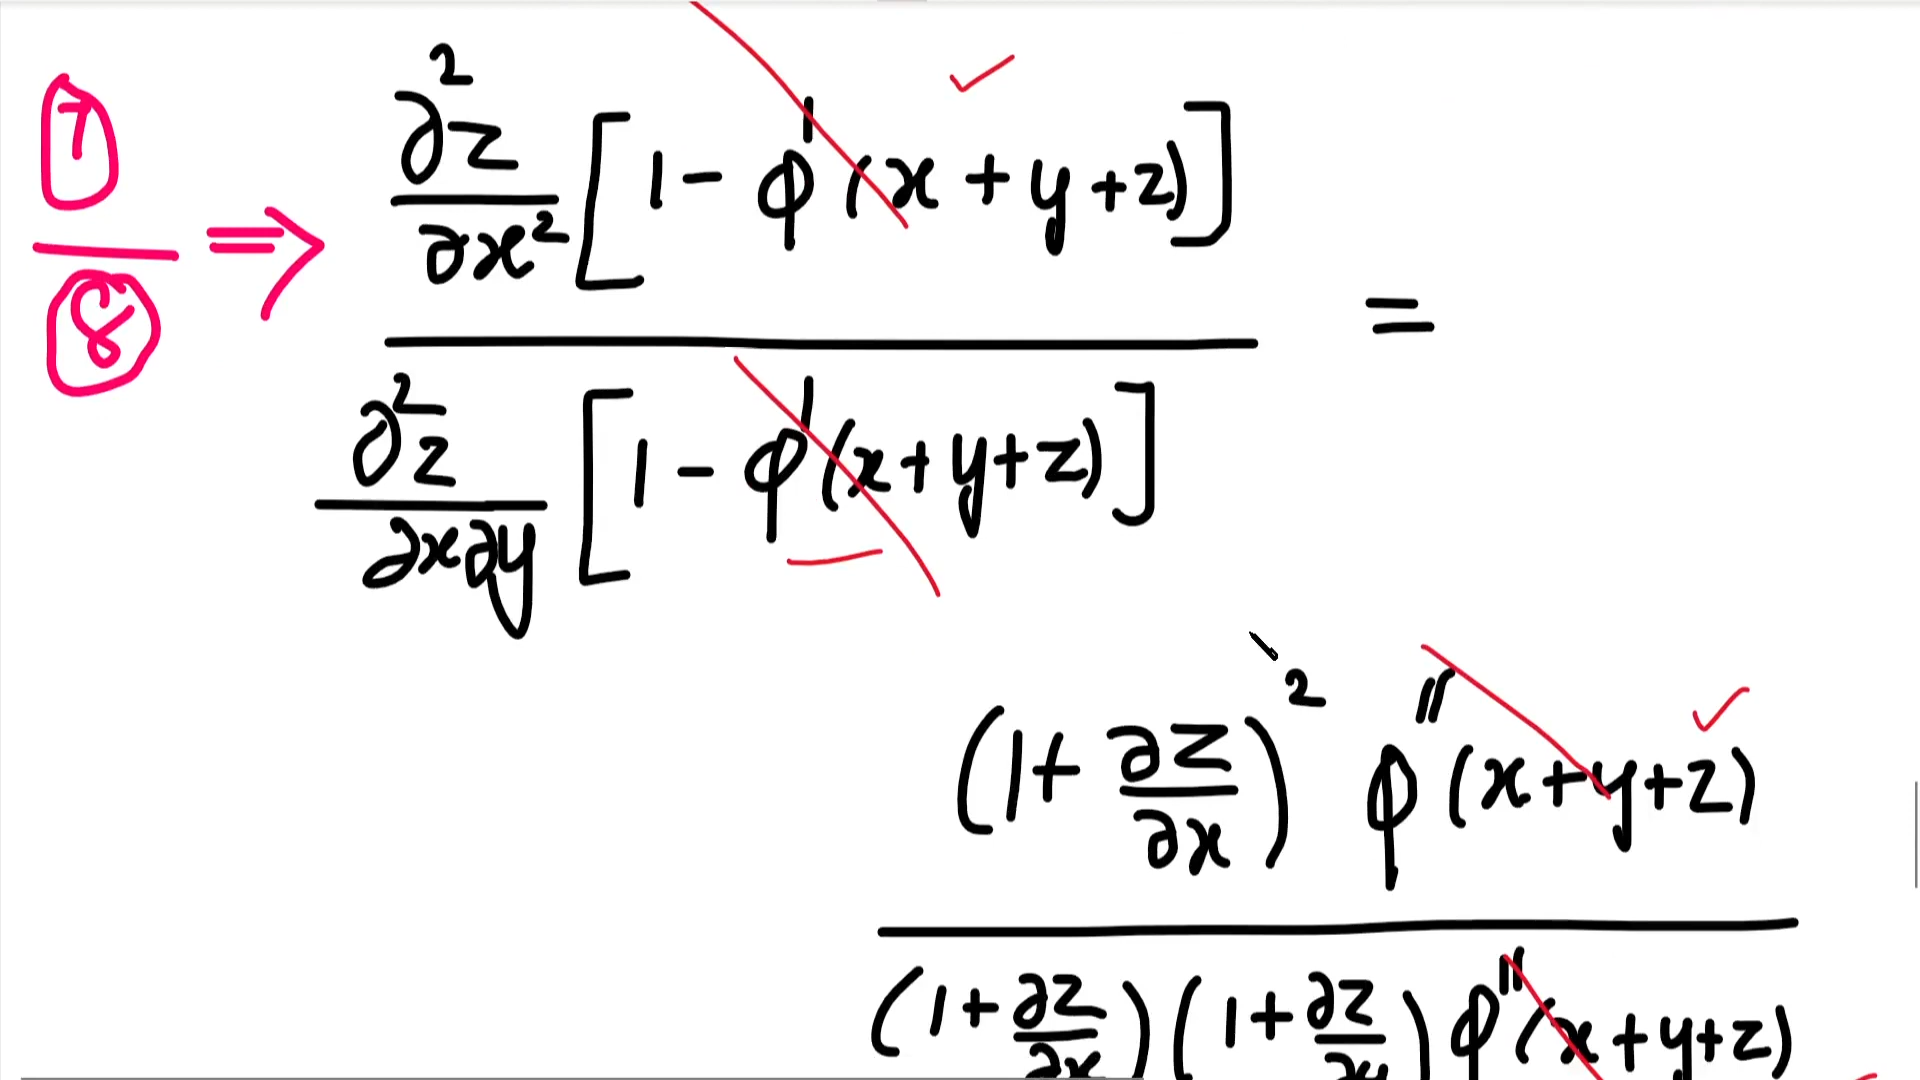 ⑦/⑧ ⇒ ∂²z/∂x² [1 - φ'(x + y + z)]
=
∂²z/∂x∂y [1 - φ'(x + y + z)]
(1 + ∂z/∂x)² φ''(x + y + z)
(1 + ∂z/∂x)(1 + ∂z/∂y) φ''(x + y + z)